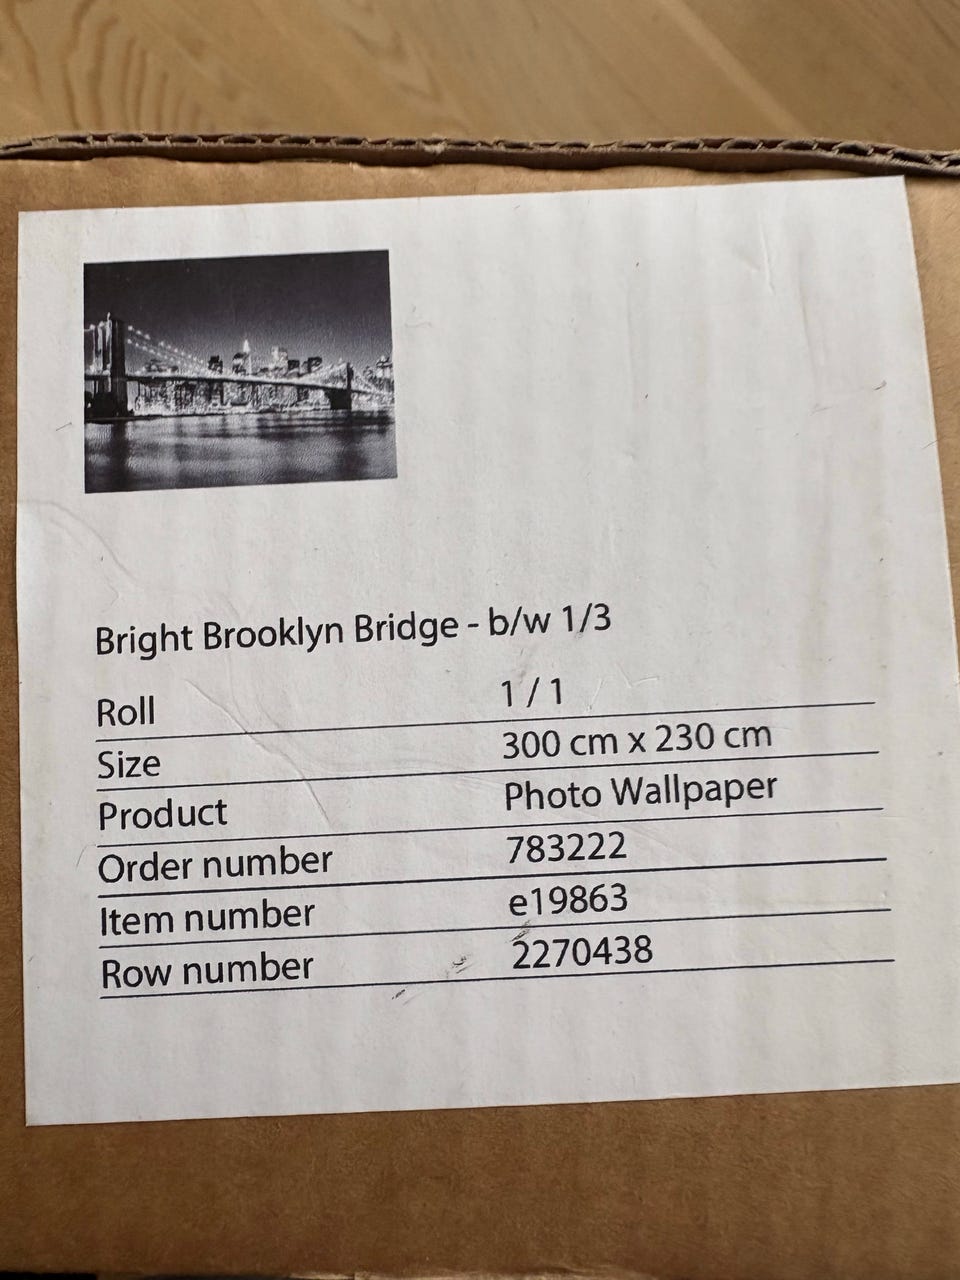 Bright Brooklyn Bridge - b/w 1/3
Roll 1 / 1
Size 300 cm x 230 cm
Product Photo Wallpaper
Order number 783222
Item number e19863
Row number 2270438